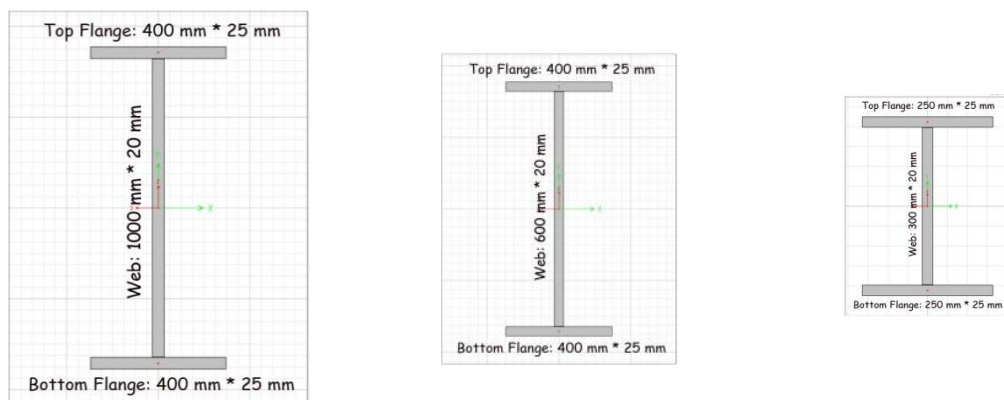 Top Flange: 400 mm * 25 mm
Web: 1000 mm * 20 mm
Bottom Flange: 400 mm * 25 mm
Top Flange: 400 mm * 25 mm
Web: 600 mm * 20 mm
Bottom Flange: 400 mm * 25 mm
Top Flange: 250 mm * 25 mm
Web: 300 mm * 20 mm
Bottom Flange: 250 mm * 25 mm